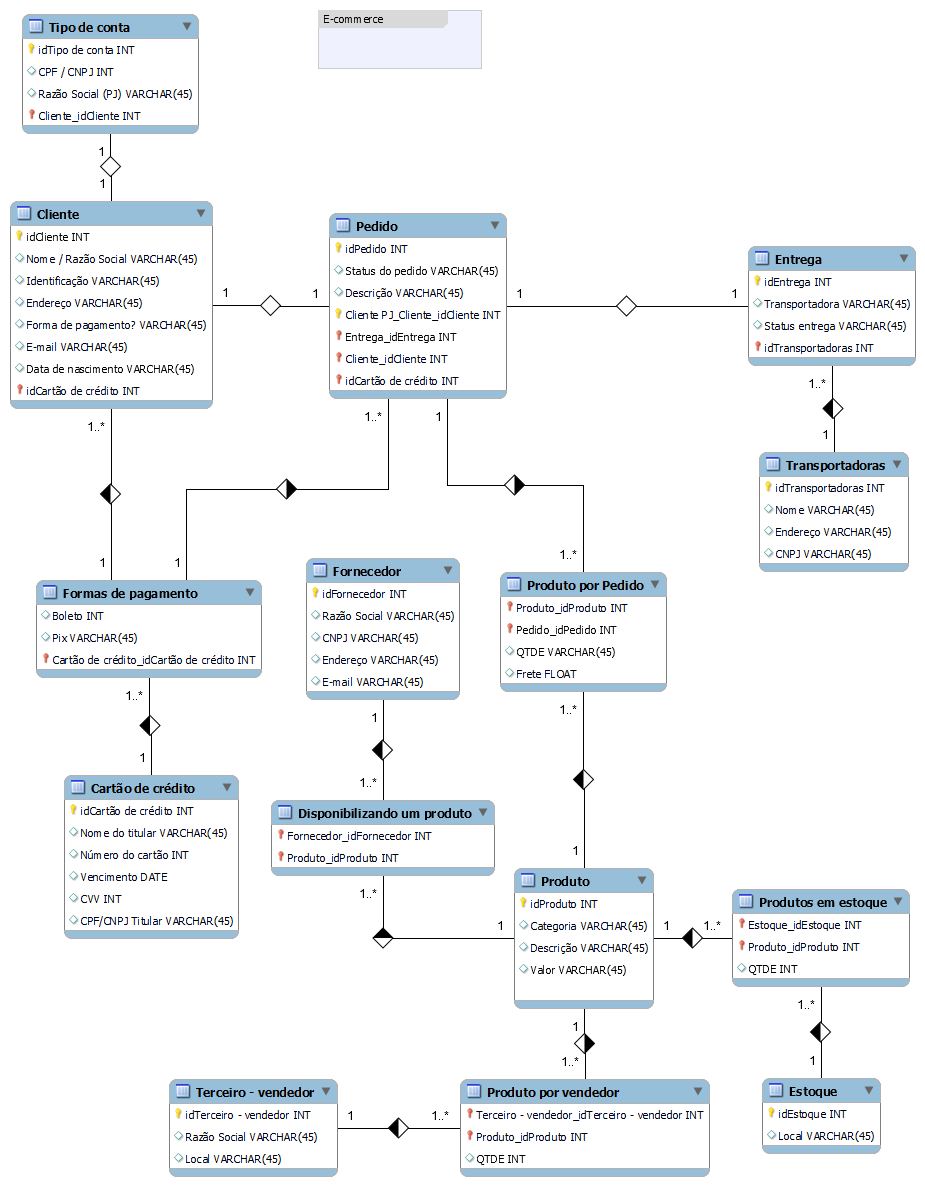 E-commerce
Tipo de conta
idTipo de conta INT
CPF / CNPJ INT
Razão Social (PJ) VARCHAR(45)
Cliente_idCliente INT
1
1
Cliente
idCliente INT
Nome / Razão Social VARCHAR(45)
Identificação VARCHAR(45)
Endereço VARCHAR(45)
Forma de pagamento? VARCHAR(45)
E-mail VARCHAR(45)
Data de nascimento VARCHAR(45)
idCartão de crédito INT
1
1
Pedido
idPedido INT
Status do pedido VARCHAR(45)
Descrição VARCHAR(45)
Cliente PJ_Cliente_idCliente INT
Entrega_idEntrega INT
Cliente_idCliente INT
idCartão de crédito INT
1
1
Entrega
idEntrega INT
Transportadora VARCHAR(45)
Status entrega VARCHAR(45)
idTransportadoras INT
1..*
1
Transportadoras
idTransportadoras INT
Nome VARCHAR(45)
Endereço VARCHAR(45)
CNPJ VARCHAR(45)
1..*
1
1..*
1
1
1..*
Formas de pagamento
Boleto INT
Pix VARCHAR(45)
Cartão de crédito_idCartão de crédito INT
1..*
1
Fornecedor
idFornecedor INT
Razão Social VARCHAR(45)
CNPJ VARCHAR(45)
Endereço VARCHAR(45)
E-mail VARCHAR(45)
1
1..*
Produto por Pedido
Produto_idProduto INT
Pedido_idPedido INT
QTDE VARCHAR(45)
Frete FLOAT
1..*
1
Cartão de crédito
idCartão de crédito INT
Nome do titular VARCHAR(45)
Número do cartão INT
Vencimento DATE
CVV INT
CPF/CNPJ Titular VARCHAR(45)
Disponibilizando um produto
Fornecedor_idFornecedor INT
Produto_idProduto INT
1..*
1
Produto
idProduto INT
Categoria VARCHAR(45)
Descrição VARCHAR(45)
Valor VARCHAR(45)
1
1..*
Produtos em estoque
Estoque_idEstoque INT
Produto_idProduto INT
QTDE INT
1..*
1
1
1..*
Terceiro - vendedor
idTerceiro - vendedor INT
Razão Social VARCHAR(45)
Local VARCHAR(45)
1
1..*
Produto por vendedor
Terceiro - vendedor_idTerceiro - vendedor INT
Produto_idProduto INT
QTDE INT
Estoque
idEstoque INT
Local VARCHAR(45)